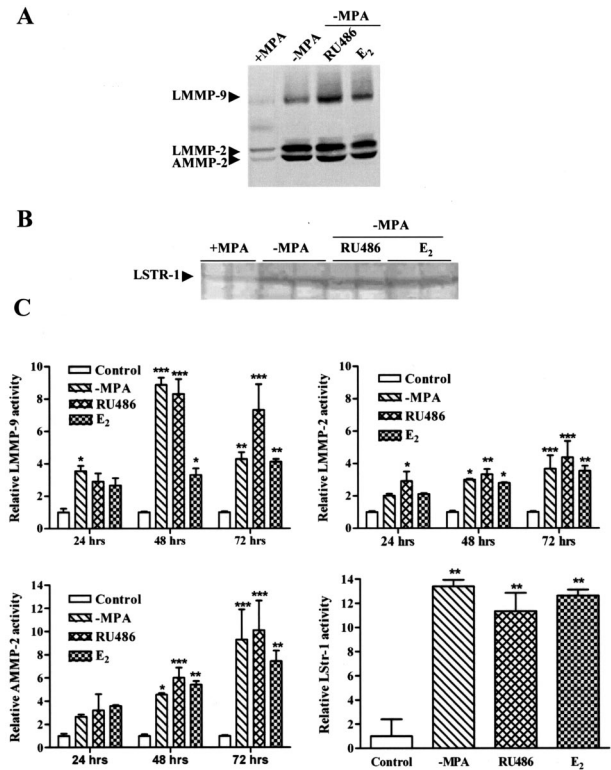 A
-MPA
+MPA
-MPA
RU486
E2
LMMP-9
LMMP-2
AMMP-2
B
-MPA
+MPA -MPA RU486 E2
LSTR-1
C
Relative LMMP-9 activity
10
8
6
4
2
0
Control
-MPA
RU486
E2
*
***
***
*
**
***
**
24 hrs 48 hrs 72 hrs
Relative LMMP-2 activity
10
8
6
4
2
0
Control
-MPA
RU486
E2
*
*
**
*
***
***
**
24 hrs 48 hrs 72 hrs
Relative AMMP-2 activity
14
12
10
8
6
4
2
0
Control
-MPA
RU486
E2
*
***
**
***
***
**
24 hrs 48 hrs 72 hrs
Relative LStr-1 activity
14
12
10
8
6
4
2
0
**
**
**
Control -MPA RU486 E2